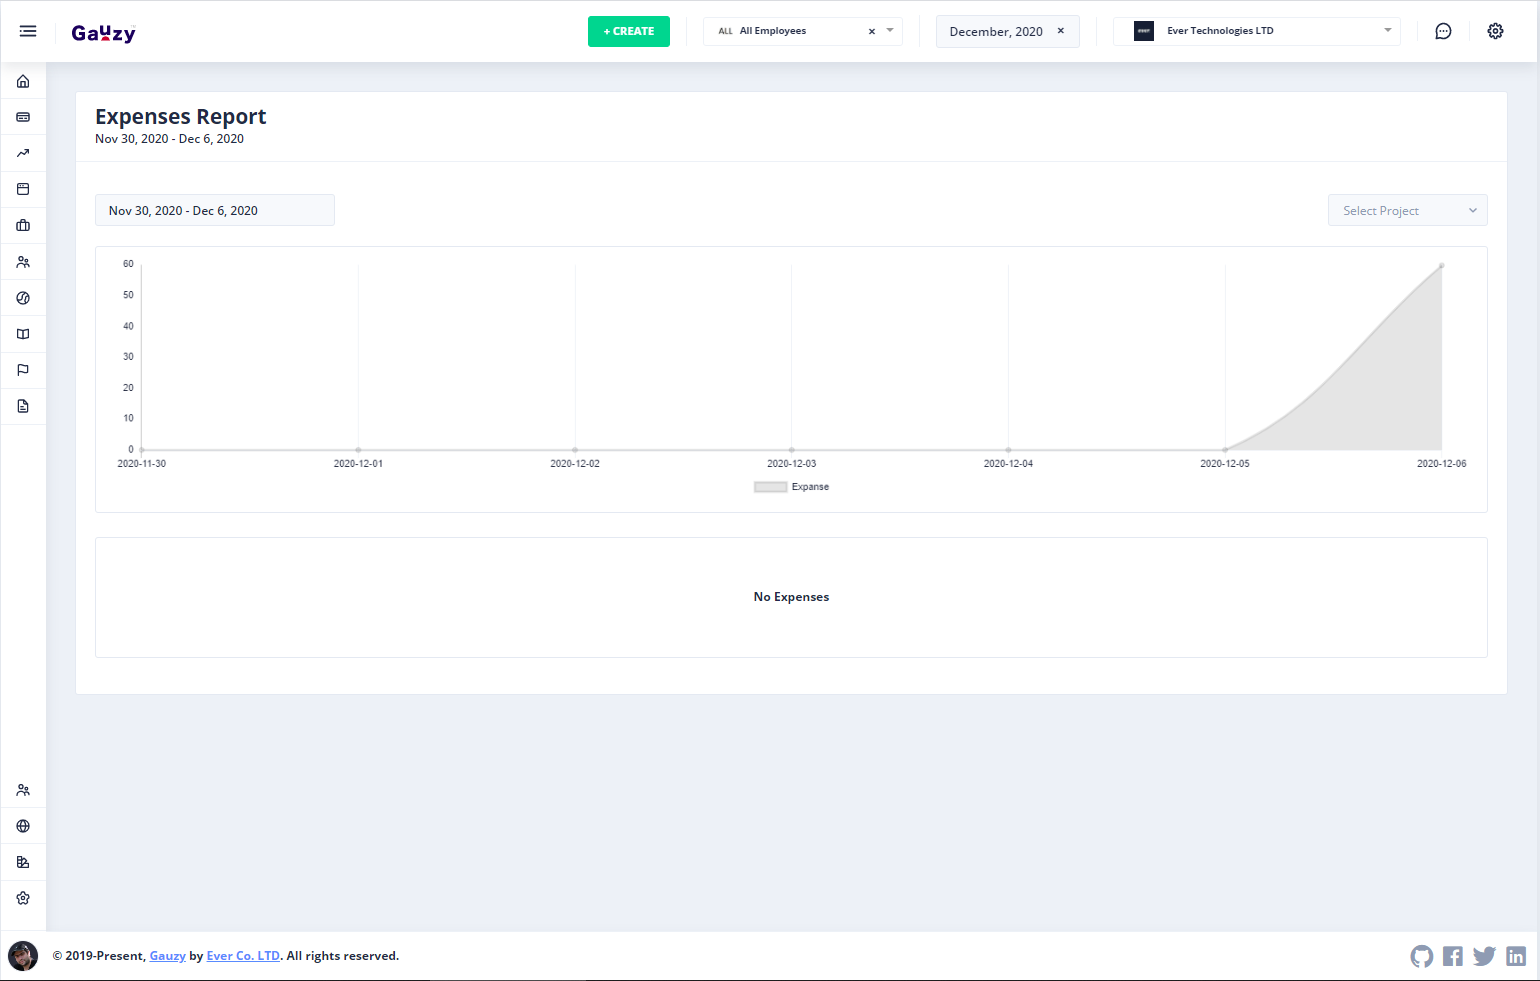 Gauzy
+ CREATE
ALL All Employees ×
December, 2020 ×
Ever Technologies LTD
Expenses Report
Nov 30, 2020 - Dec 6, 2020
Nov 30, 2020 - Dec 6, 2020
Select Project
60
50
40
30
20
10
0
2020-11-30 2020-12-01 2020-12-02 2020-12-03 2020-12-04 2020-12-05 2020-12-06
Expanse
No Expenses
© 2019-Present, Gauzy by Ever Co. LTD. All rights reserved.